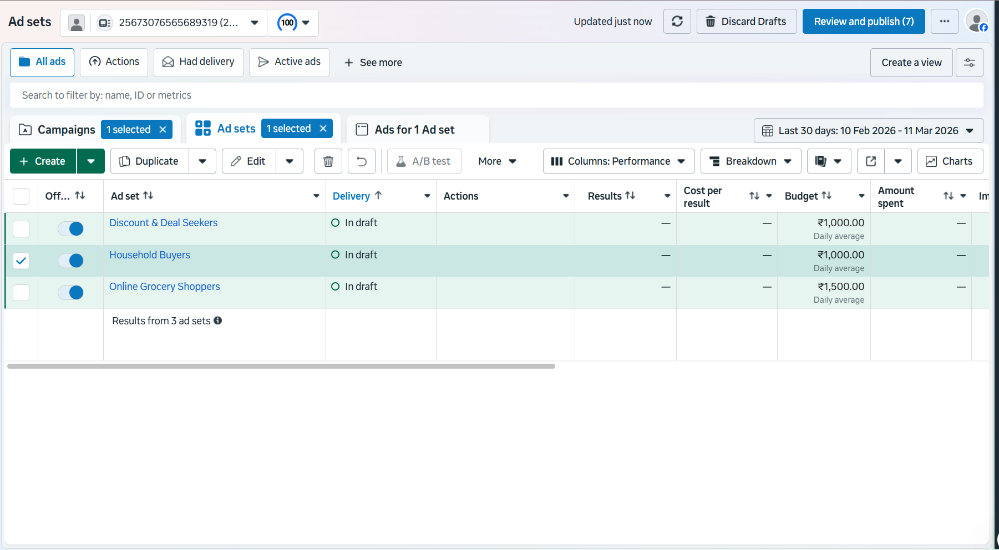 Ad sets 25673076565689319 (2... 100 Updated just now Discard Drafts Review and publish (7) ...
All ads Actions Had delivery Active ads + See more Create a view
Search to filter by: name, ID or metrics
Campaigns 1 selected × Ad sets 1 selected × Ads for 1 Ad set Last 30 days: 10 Feb 2026 - 11 Mar 2026
+ Create Duplicate Edit A/B test More Columns: Performance Breakdown Charts
Off... Ad set Delivery ↑ Actions Results Cost per result Budget Amount spent Im
Discount & Deal Seekers In draft — — ₹1,000.00 —
Daily average
Household Buyers In draft — — ₹1,000.00 —
Daily average
Online Grocery Shoppers In draft — — ₹1,500.00 —
Daily average
Results from 3 ad sets